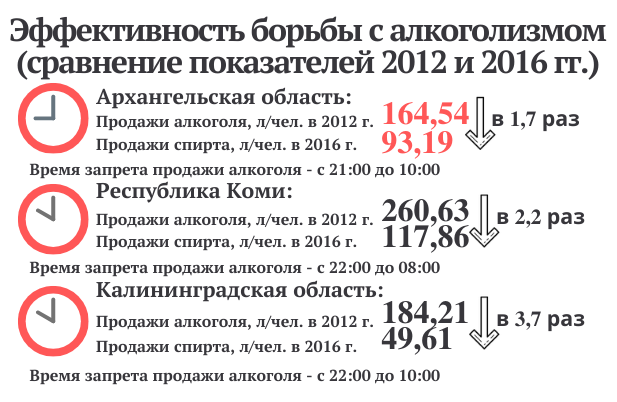 Эффективность борьбы с алкоголизмом
(сравнение показателей 2012 и 2016 гг.)
Архангельская область:
Продажи алкоголя, л/чел. в 2012 г. 164,54
в 1,7 раз
Продажи спирта, л/чел. в 2016 г. 93,19
Время запрета продажи алкоголя - с 21:00 до 10:00
Республика Коми:
Продажи алкоголя, л/чел. в 2012 г. 260,63
в 2,2 раз
Продажи спирта, л/чел. в 2016 г. 117,86
Время запрета продажи алкоголя - с 22:00 до 08:00
Калининградская область:
Продажи алкоголя, л/чел. в 2012 г. 184,21
в 3,7 раз
Продажи спирта, л/чел. в 2016 г. 49,61
Время запрета продажи алкоголя - с 22:00 до 10:00